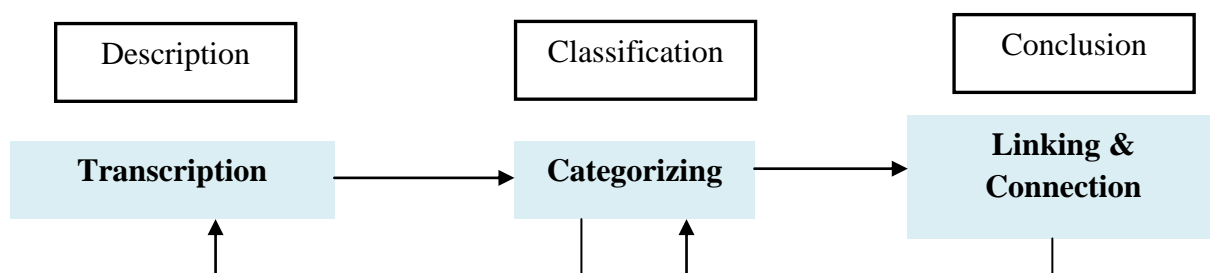 Description
Classification
Conclusion
Transcription
Categorizing
Linking &
Connection